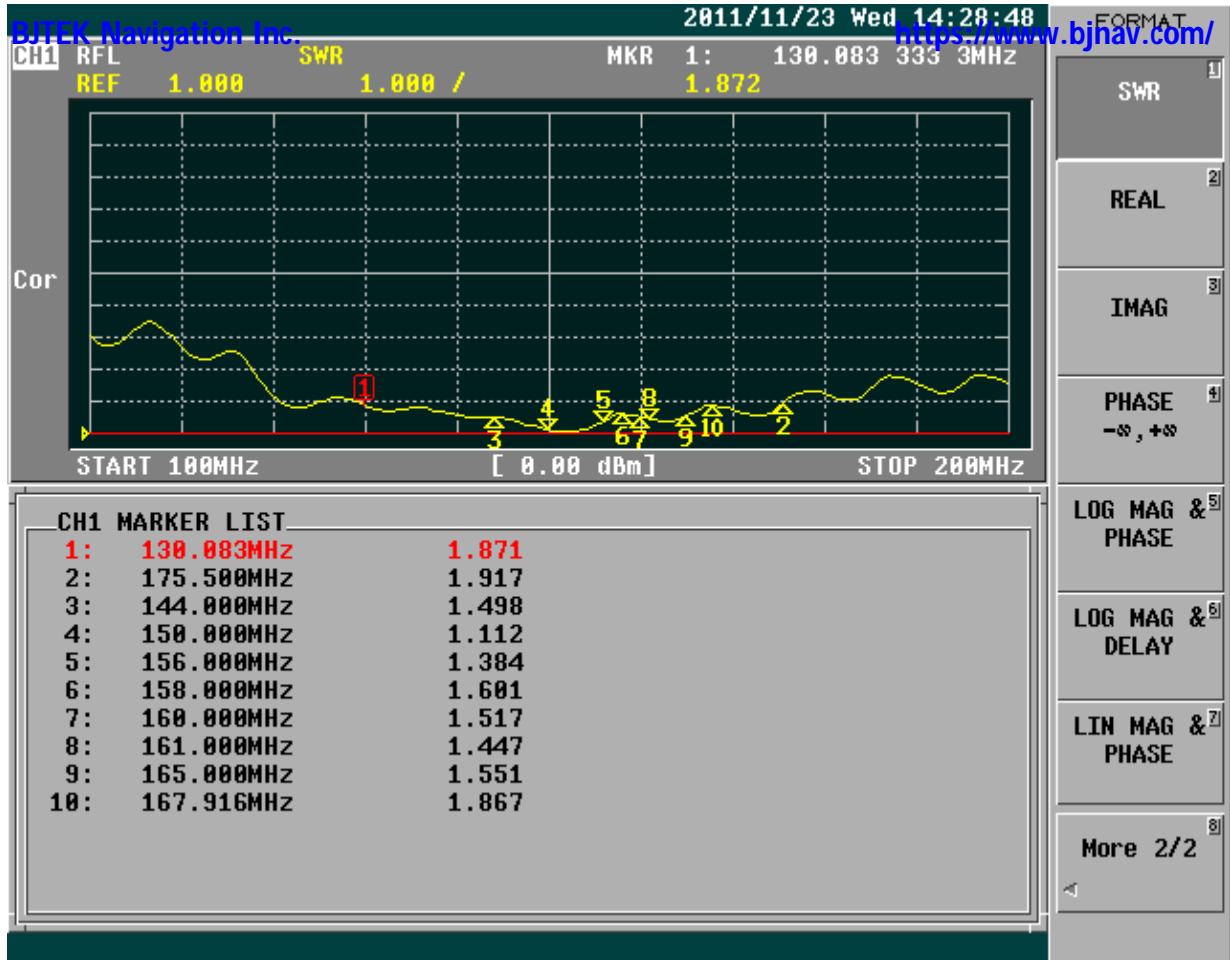 2011/11/23 Wed 14:28:48
BJTEK Navigation Inc. https://www.bjnav.com/
CH1 RFL SWR MKR 1: 130.083 333 3MHz
REF 1.000 1.000 / 1.872
Cor
1
5
8
4
3
6
7
9
10
2
START 100MHz [ 0.00 dBm] STOP 200MHz
CH1 MARKER LIST
1: 130.083MHz 1.871
2: 175.500MHz 1.917
3: 144.000MHz 1.498
4: 150.000MHz 1.112
5: 156.000MHz 1.384
6: 158.000MHz 1.601
7: 160.000MHz 1.517
8: 161.000MHz 1.447
9: 165.000MHz 1.551
10: 167.916MHz 1.867
FORMAT
1
SWR
2
REAL
3
IMAG
4
PHASE
-∞,+∞
5
LOG MAG &
PHASE
6
LOG MAG &
DELAY
7
LIN MAG &
PHASE
8
More 2/2